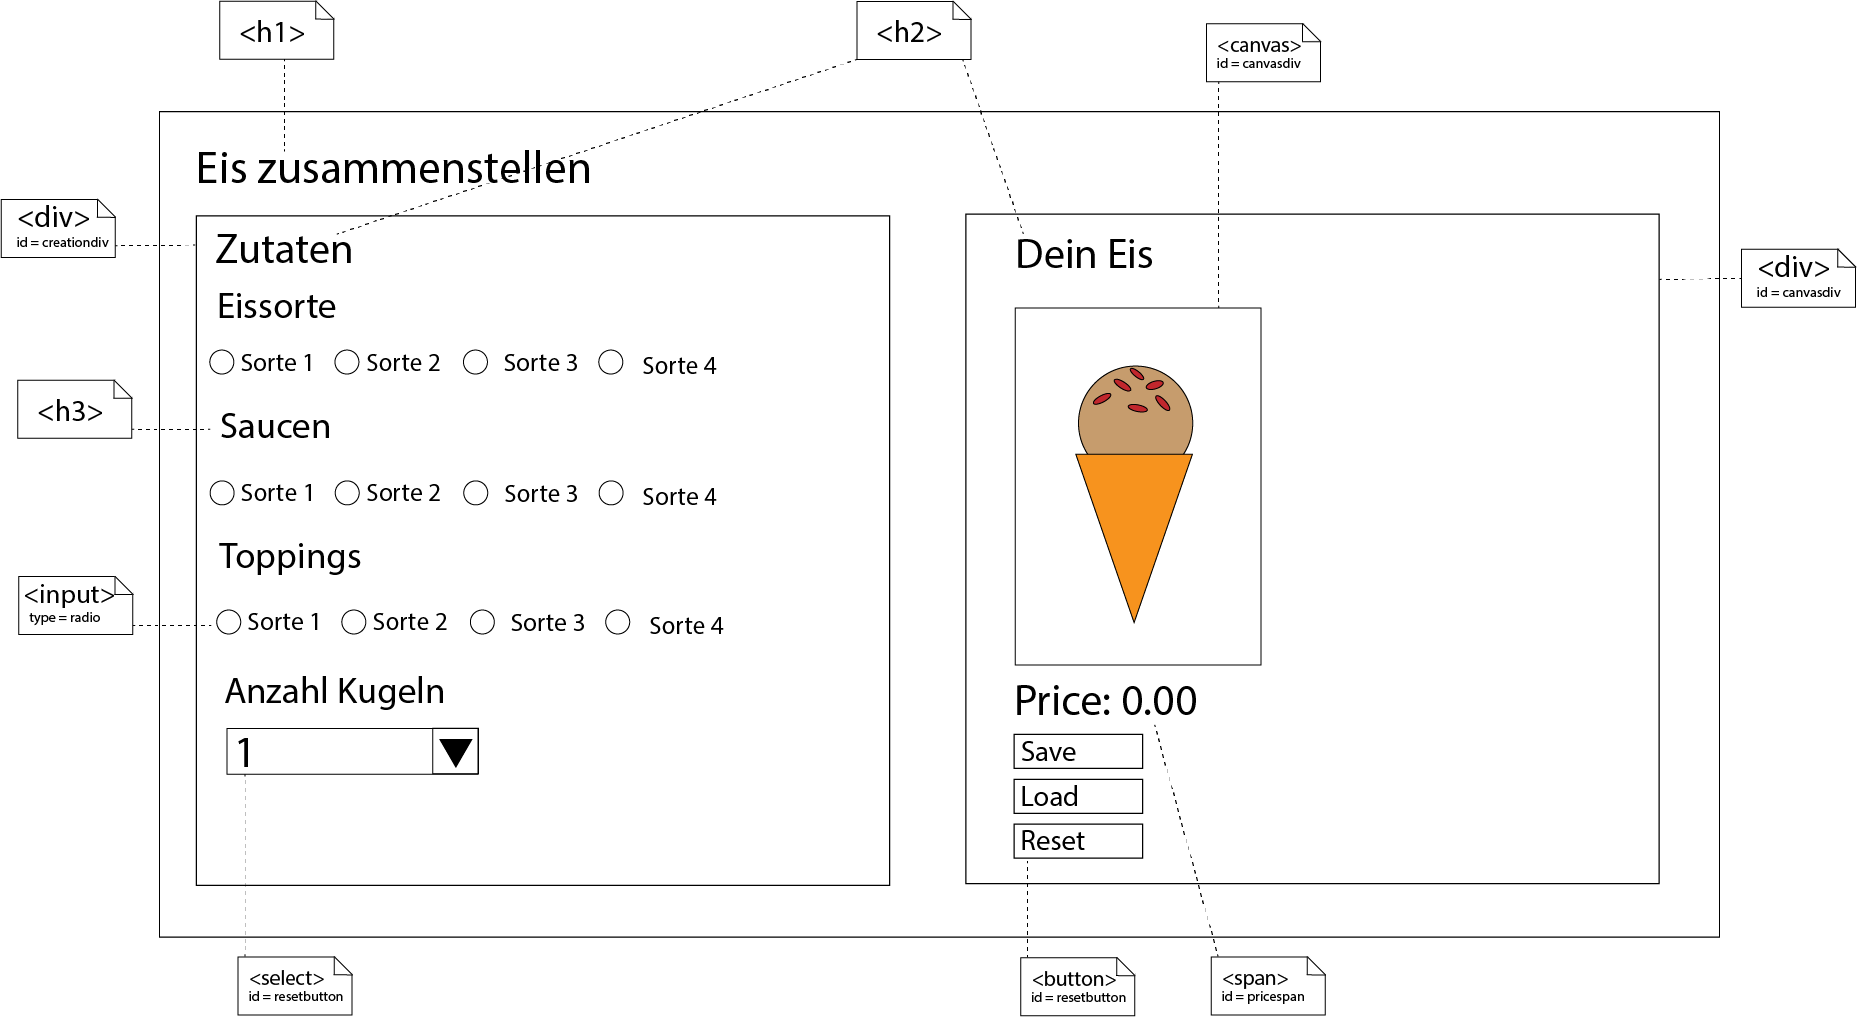 <h1>
<h2>
<canvas>
id = canvasdiv
Eis zusammenstellen
<div>
id = creationdiv
Zutaten
Eissorte
Sorte 1 Sorte 2 Sorte 3 Sorte 4
<h3>
Saucen
Sorte 1 Sorte 2 Sorte 3 Sorte 4
Toppings
<input>
type = radio
Sorte 1 Sorte 2 Sorte 3 Sorte 4
Anzahl Kugeln
1
Dein Eis
<div>
id = canvasdiv
Price: 0.00
Save
Load
Reset
<select>
id = resetbutton
<button>
id = resetbutton
<span>
id = pricespan